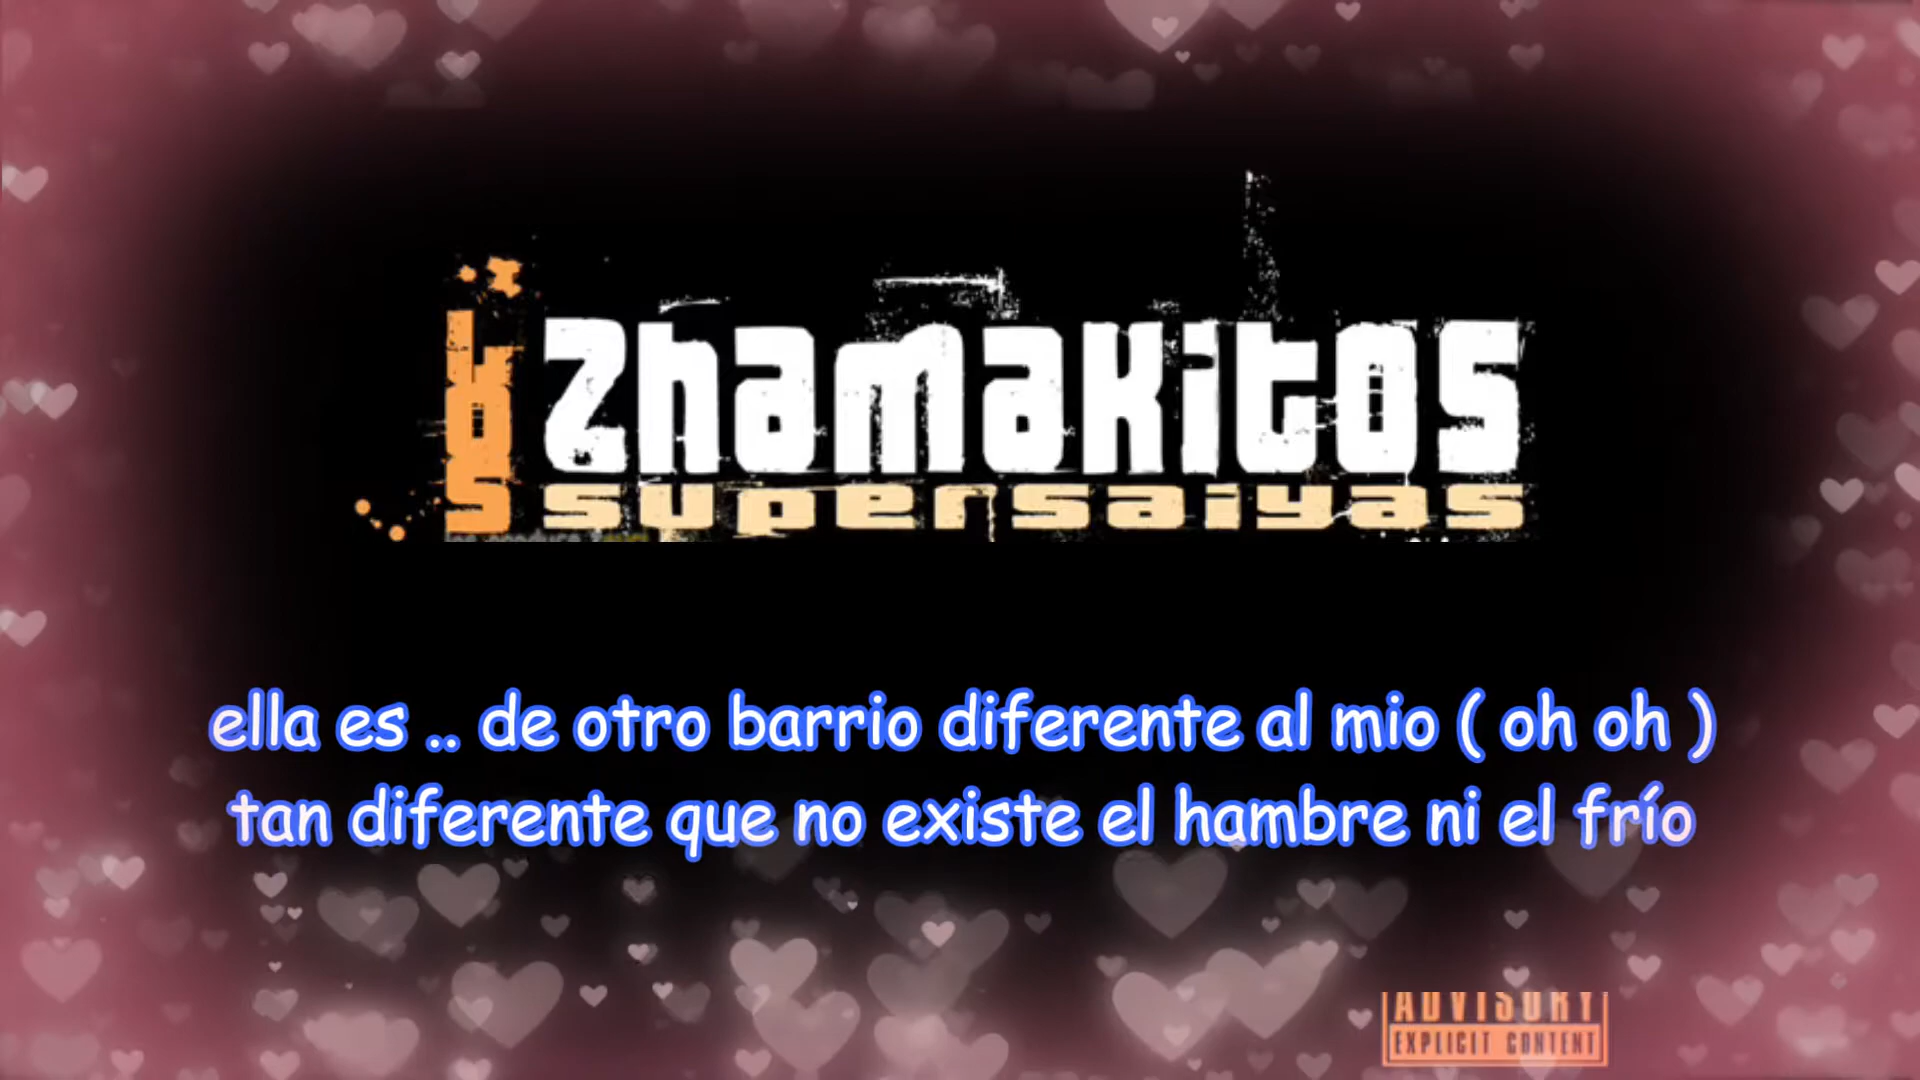 LOS
ZhamaKitos
supersaiyas
ella es .. de otro barrio diferente al mio ( oh oh )
tan diferente que no existe el hambre ni el frío
ADVISORY
EXPLICIT CONTENT